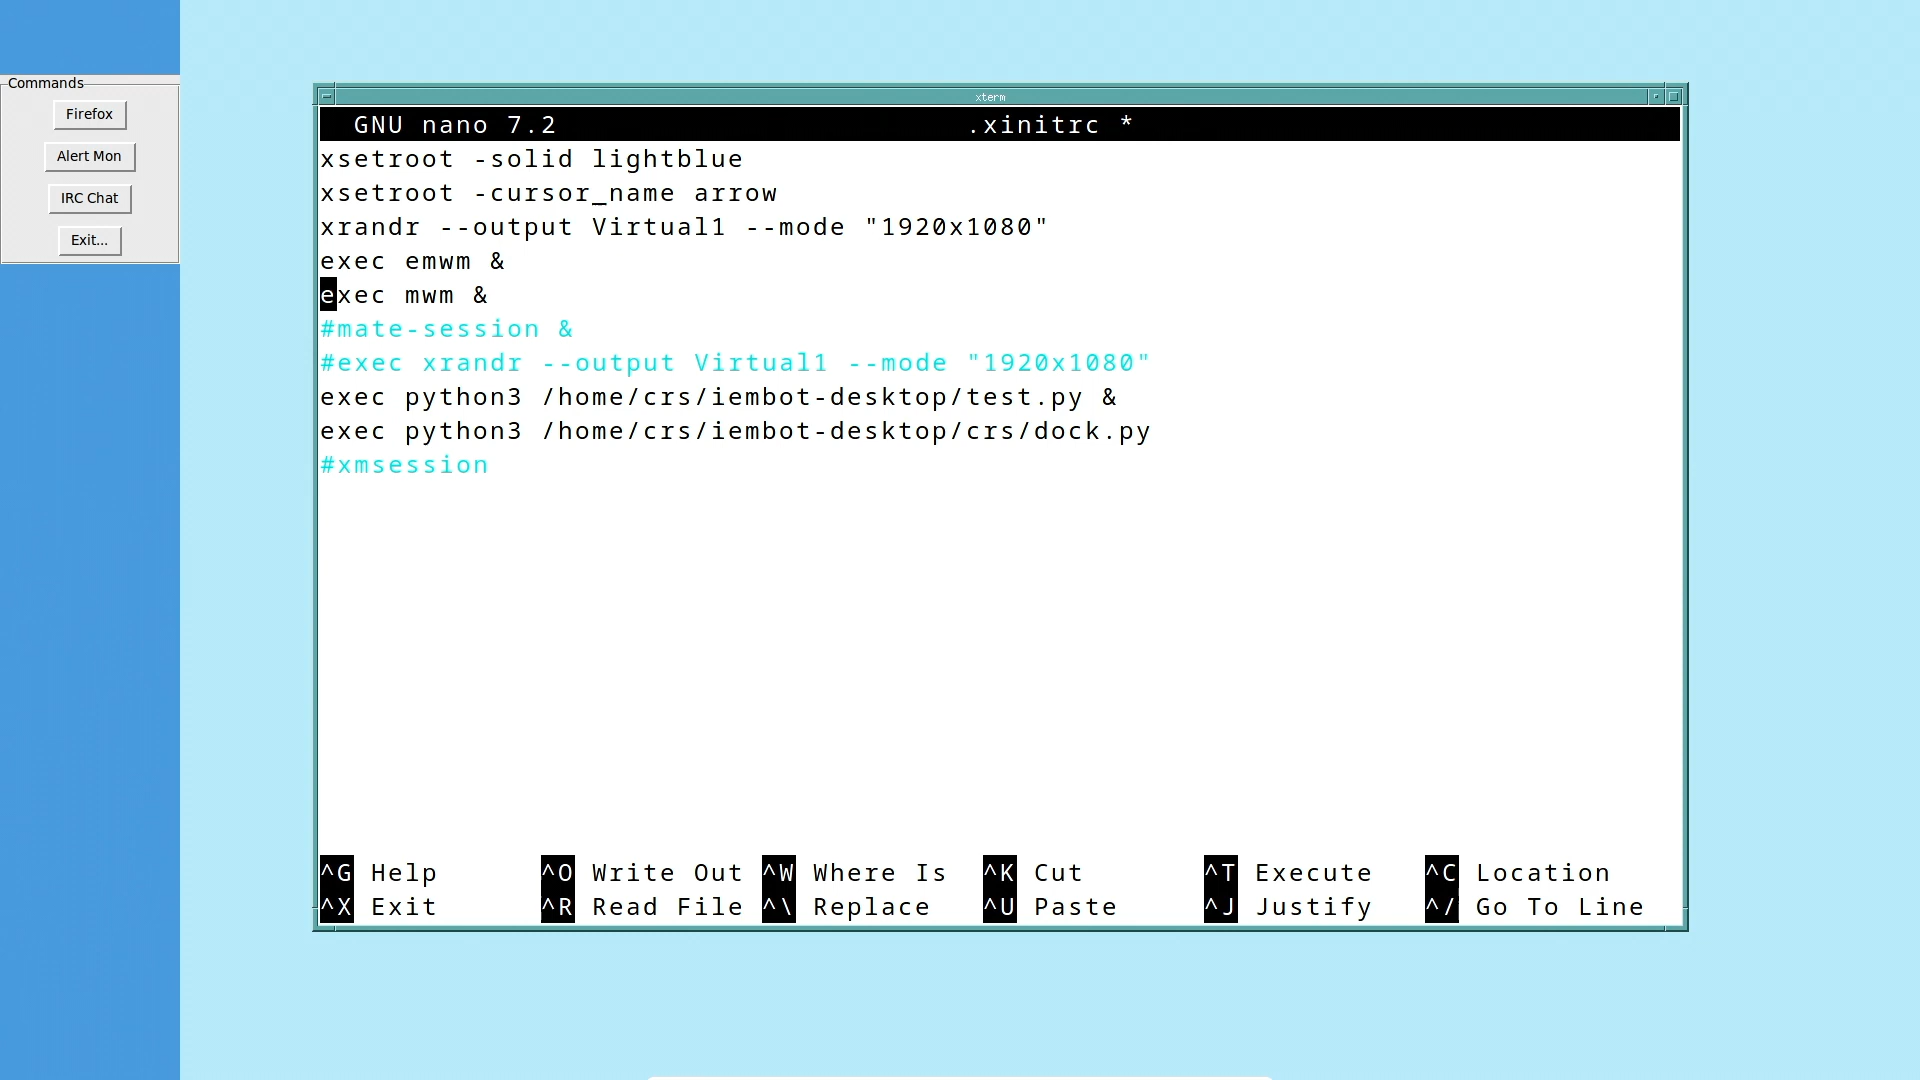 Commands
Firefox
Alert Mon
IRC Chat
Exit...
xterm
GNU nano 7.2 .xinitrc *
xsetroot -solid lightblue
xsetroot -cursor_name arrow
xrandr --output Virtual1 --mode "1920x1080"
exec emwm &
exec mwm &
#mate-session &
#exec xrandr --output Virtual1 --mode "1920x1080"
exec python3 /home/crs/iembot-desktop/test.py &
exec python3 /home/crs/iembot-desktop/crs/dock.py
#xmsession
^G Help ^O Write Out ^W Where Is ^K Cut ^T Execute ^C Location
^X Exit ^R Read File ^\ Replace ^U Paste ^J Justify ^/ Go To Line